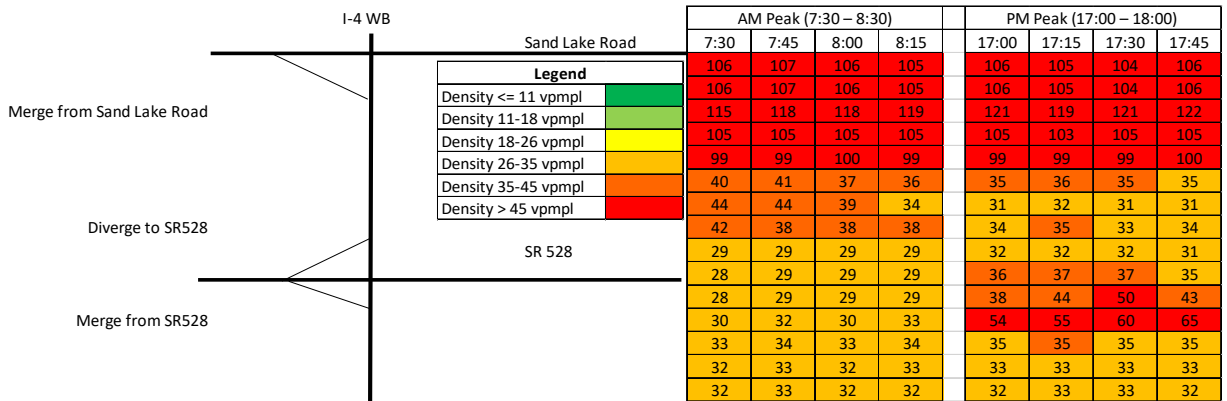 I-4 WB
AM Peak (7:30 – 8:30) PM Peak (17:00 – 18:00)
Sand Lake Road 7:30 7:45 8:00 8:15 17:00 17:15 17:30 17:45
106 107 106 105 106 105 104 106
Legend
106 107 106 105 106 105 104 106
Density <= 11 vpmpl
Merge from Sand Lake Road 115 118 118 119 121 119 121 122
Density 11-18 vpmpl
105 105 105 105 105 103 105 105
Density 18-26 vpmpl
99 99 100 99 99 99 99 100
Density 26-35 vpmpl
40 41 37 36 35 36 35 35
Density 35-45 vpmpl
44 44 39 34 31 32 31 31
Density > 45 vpmpl
Diverge to SR528 42 38 38 38 34 35 33 34
SR 528 29 29 29 29 32 32 32 31
28 29 29 29 36 37 37 35
28 29 29 29 38 44 50 43
Merge from SR528 30 32 30 33 54 55 60 65
33 34 33 34 35 35 35 35
32 33 32 33 33 33 33 33
32 33 32 32 32 33 33 32